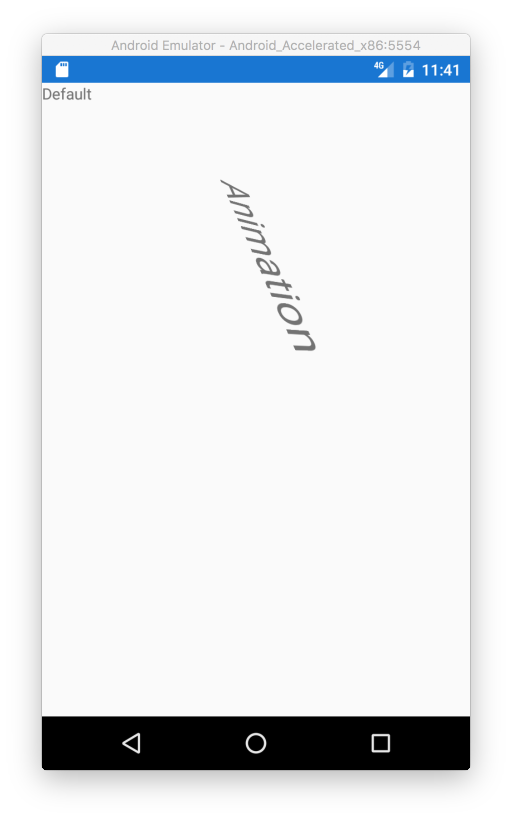 Android Emulator - Android_Accelerated_x86:5554
4G 11:41
Default
Animation